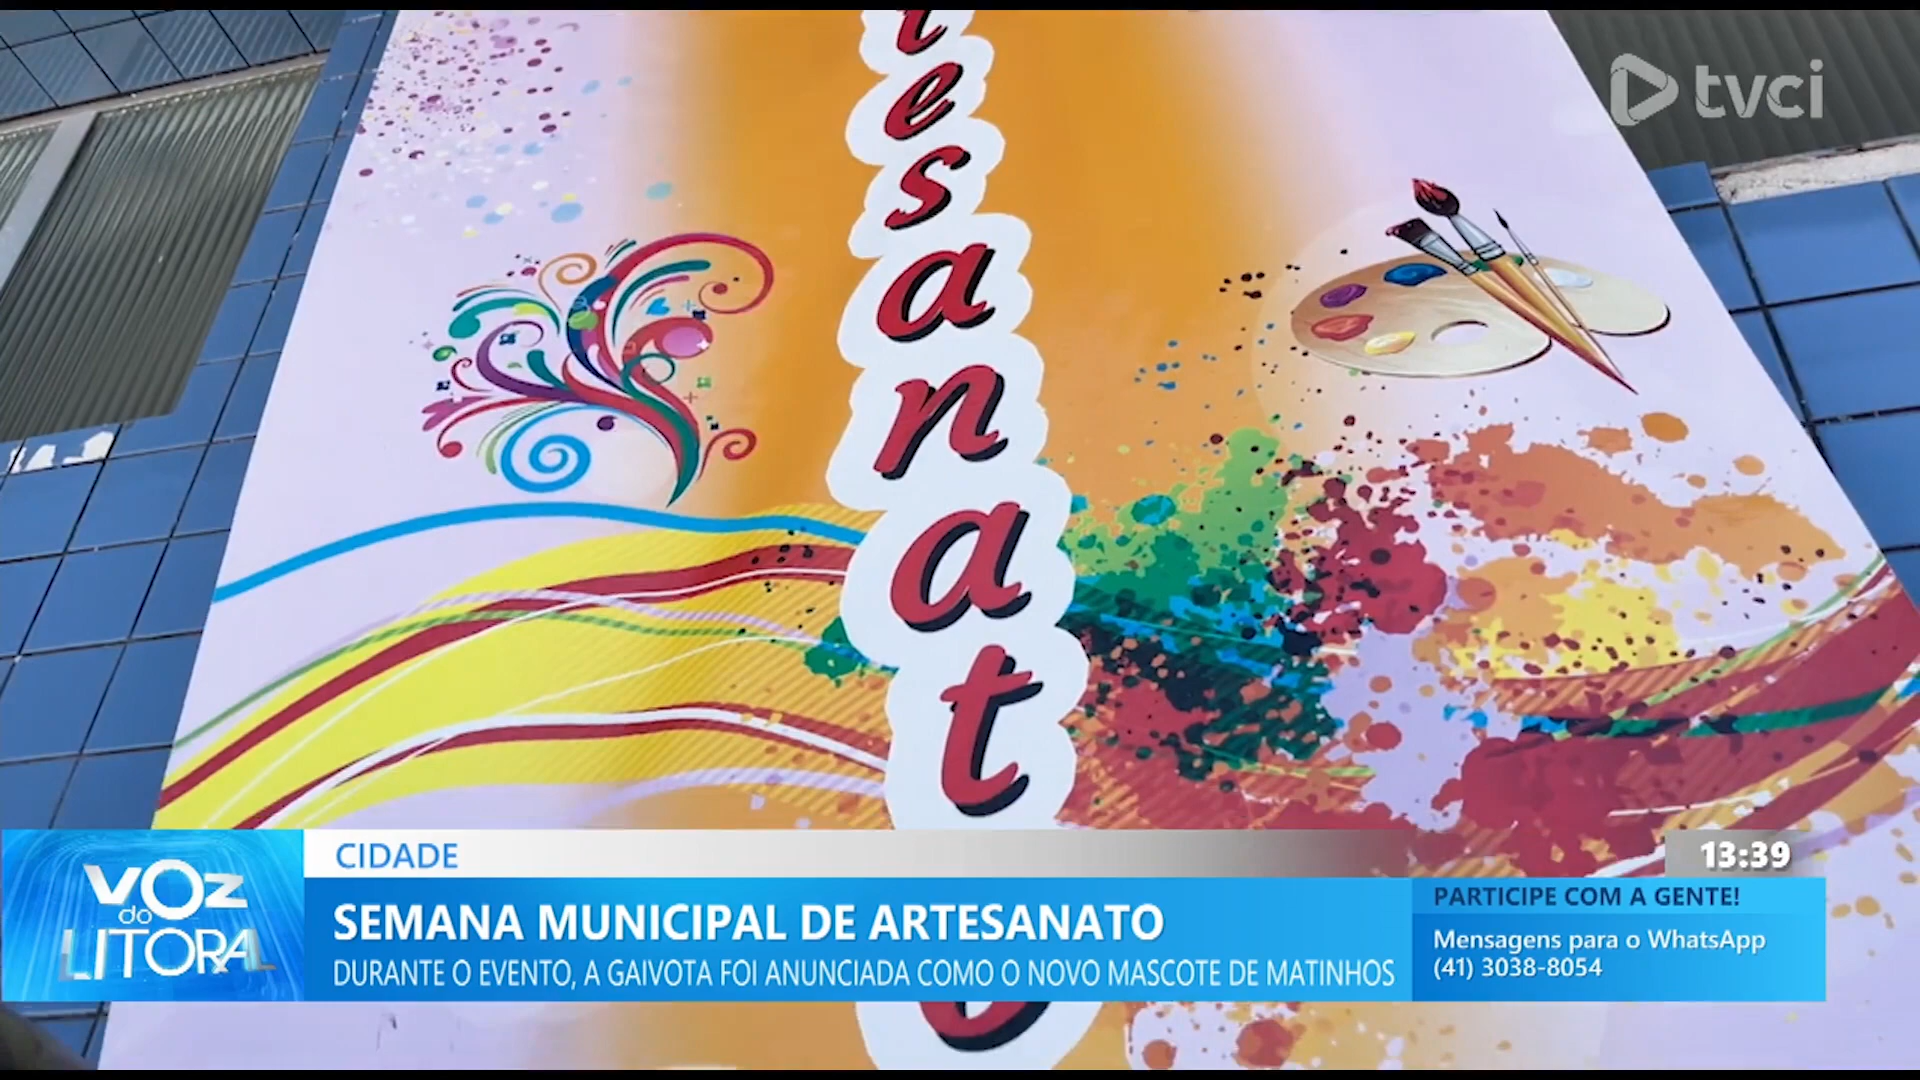 tvci
esanato
VOZ
do
LITORAL
CIDADE
13:39
SEMANA MUNICIPAL DE ARTESANATO
DURANTE O EVENTO, A GAIVOTA FOI ANUNCIADA COMO O NOVO MASCOTE DE MATINHOS
PARTICIPE COM A GENTE!
Mensagens para o WhatsApp
(41) 3038-8054